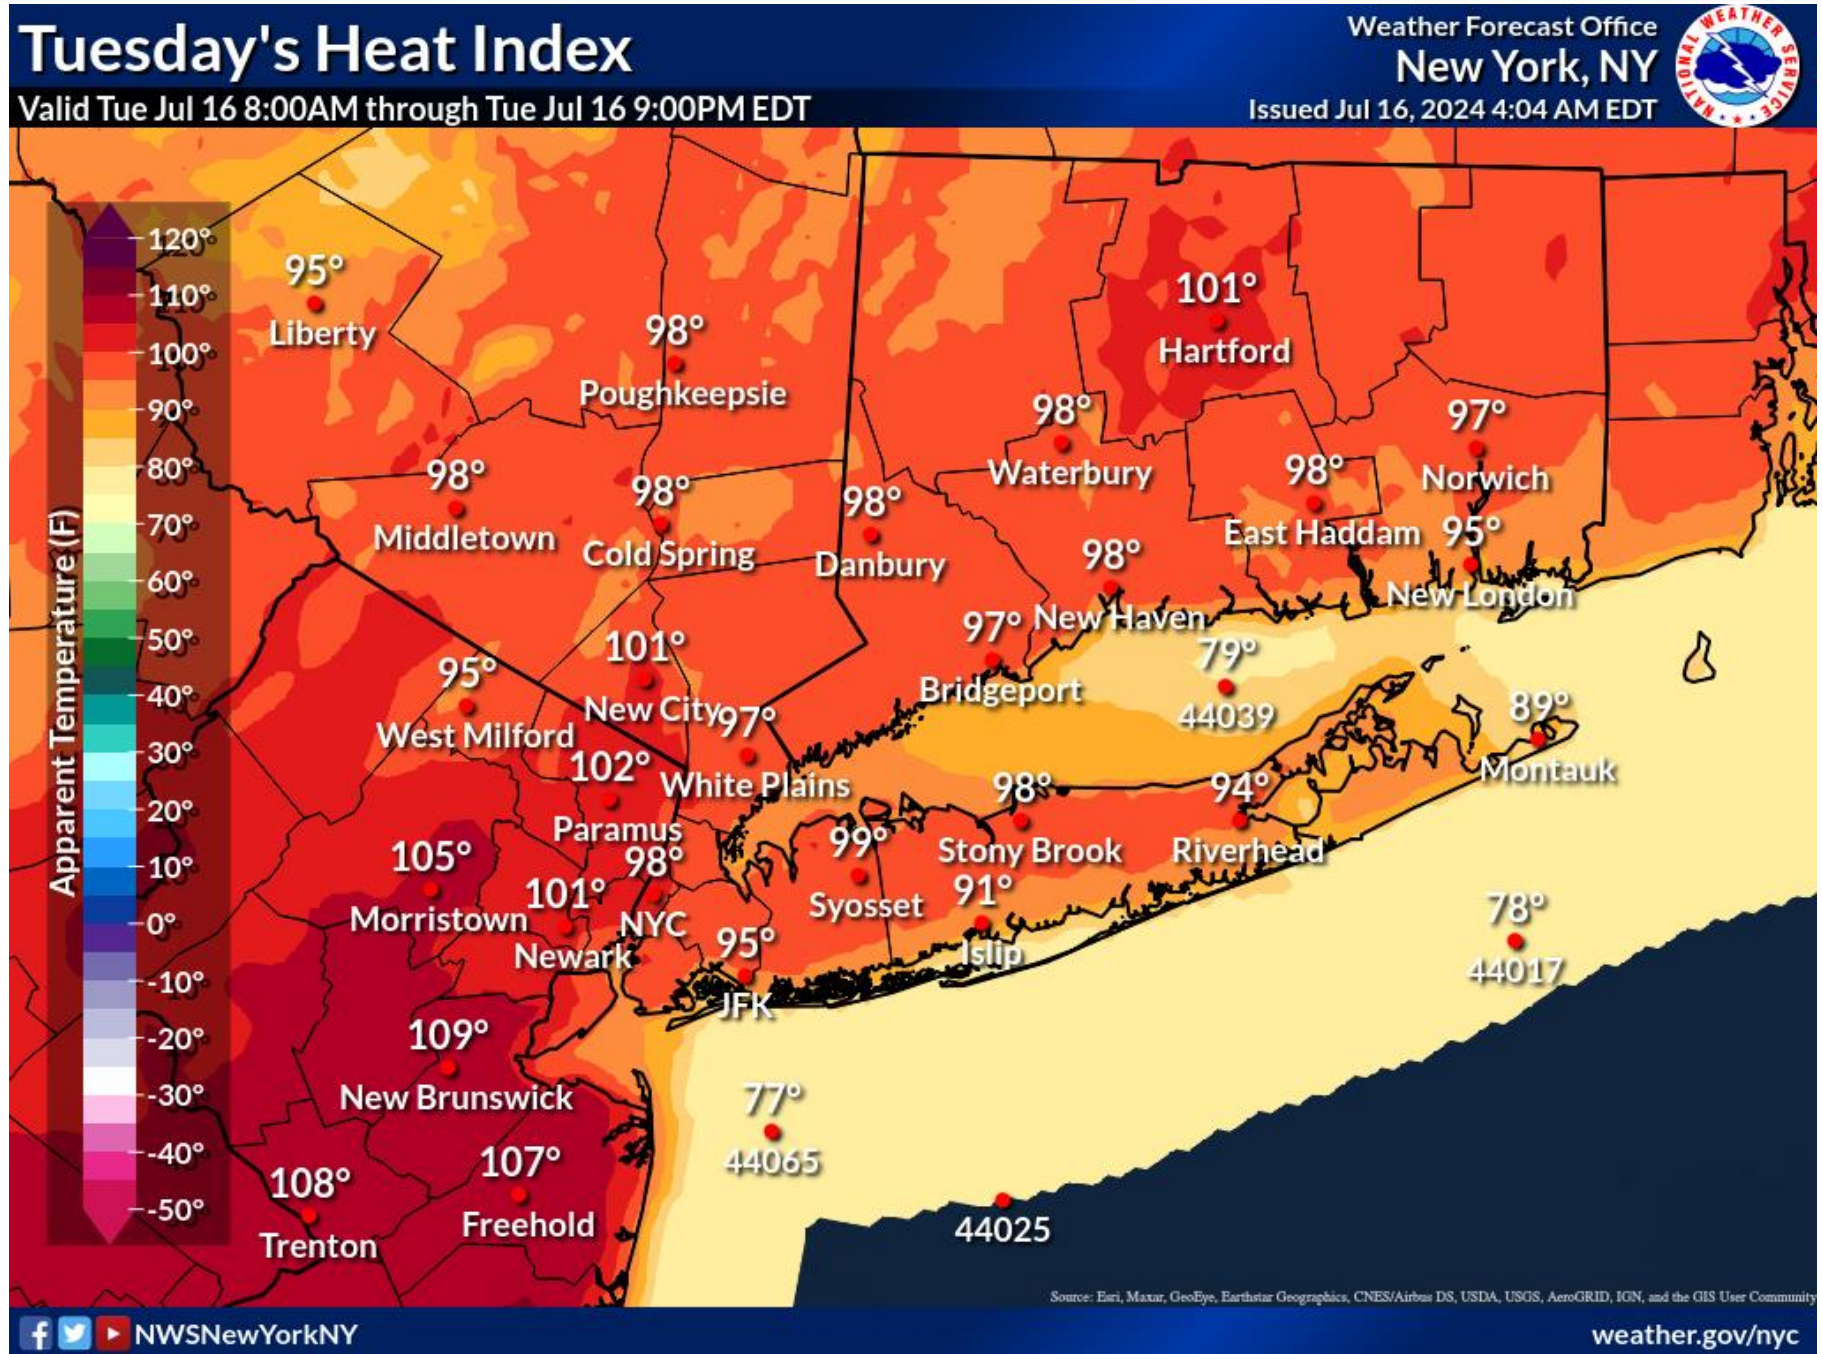 Tuesday's Heat Index
Valid Tue Jul 16 8:00AM through Tue Jul 16 9:00PM EDT
Weather Forecast Office
New York, NY
Issued Jul 16, 2024 4:04 AM EDT
NATIONAL WEATHER SERVICE
Apparent Temperature (F)
120°
110°
100°
90°
80°
70°
60°
50°
40°
30°
20°
10°
0°
-10°
-20°
-30°
-40°
-50°
95°
Liberty
98°
Poughkeepsie
101°
Hartford
98°
Waterbury
97°
Norwich
98°
Middletown
98°
Cold Spring
98°
Danbury
98°
East Haddam
95°
New London
98°
New Haven
97°
Bridgeport
79°
44039
101°
New City
95°
West Milford
97°
White Plains
89°
Montauk
102°
Paramus
98°
Stony Brook
94°
Riverhead
99°
Syosset
105°
Morristown
101°
Newark
98°
NYC
91°
Islip
95°
JFK
78°
44017
109°
New Brunswick
77°
44065
108°
Trenton
107°
Freehold
44025
Source: Esri, Maxar, GeoEye, Earthstar Geographics, CNES/Airbus DS, USDA, USGS, AeroGRID, IGN, and the GIS User Community
NWSNewYorkNY
weather.gov/nyc